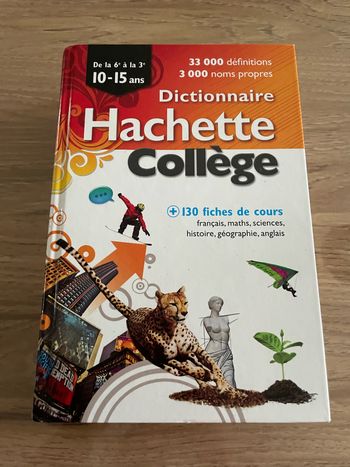 De la 6e à la 3e
10-15 ans
33 000 définitions
3 000 noms propres
Dictionnaire
Hachette
Collège
+ 130 fiches de cours
français, maths, sciences,
histoire, géographie, anglais